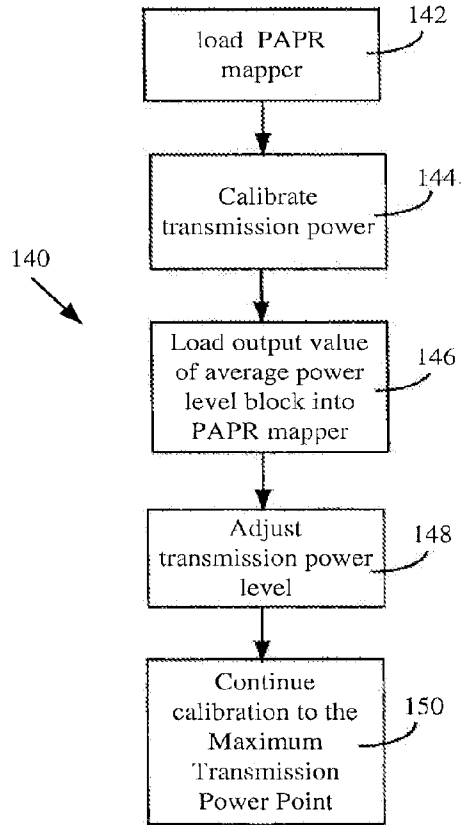 load PAPR
mapper
142
Calibrate
transmission power
144
140
Load output value
of average power
level block into
PAPR mapper
146
Adjust
transmission power
level
148
Continue
calibration to the
Maximum
Transmission
Power Point
150